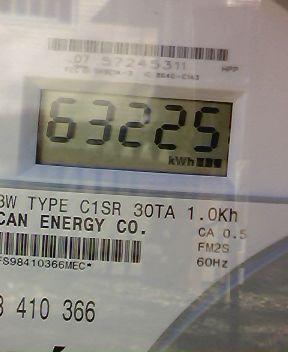 .07 57245311 HPP
63225
kWh
3W TYPE C1SR 30TA 1.0Kh
CAN ENERGY CO.
CA 0.5
FM2S
FS98410366MEC*
60Hz
3 410 366